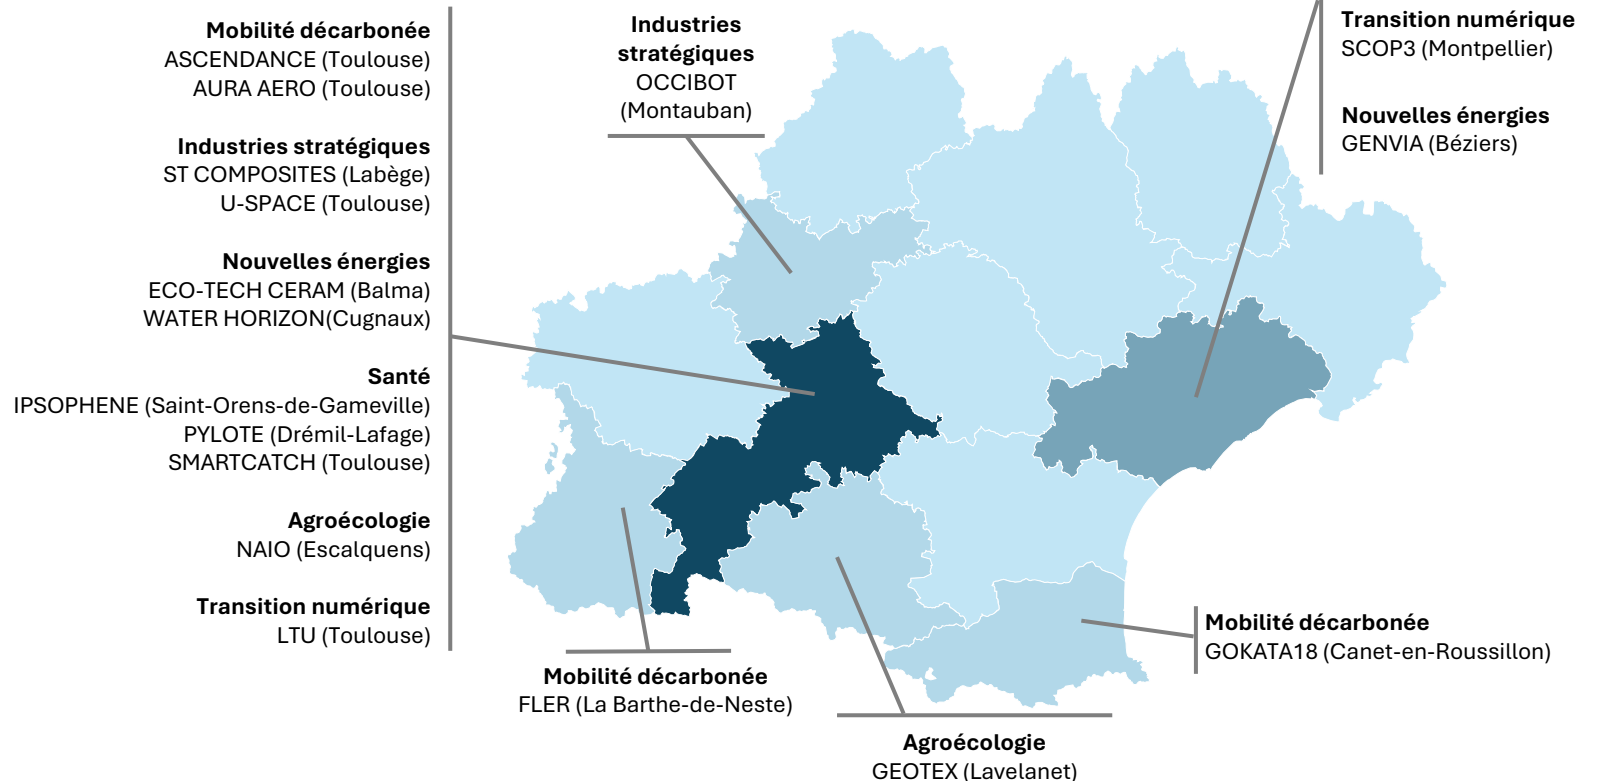 Mobilité décarbonée
ASCENDANCE (Toulouse)
AURA AERO (Toulouse)
Industries stratégiques
ST COMPOSITES (Labège)
U-SPACE (Toulouse)
Nouvelles énergies
ECO-TECH CERAM (Balma)
WATER HORIZON(Cugnaux)
Santé
IPSOPHENE (Saint-Orens-de-Gameville)
PYLOTE (Drémil-Lafage)
SMARTCATCH (Toulouse)
Agroécologie
NAIO (Escalquens)
Transition numérique
LTU (Toulouse)
Industries
stratégiques
OCCIBOT
(Montauban)
Transition numérique
SCOP3 (Montpellier)
Nouvelles énergies
GENVIA (Béziers)
Mobilité décarbonée
FLER (La Barthe-de-Neste)
Agroécologie
GEOTEX (Lavelanet)
Mobilité décarbonée
GOKATA18 (Canet-en-Roussillon)